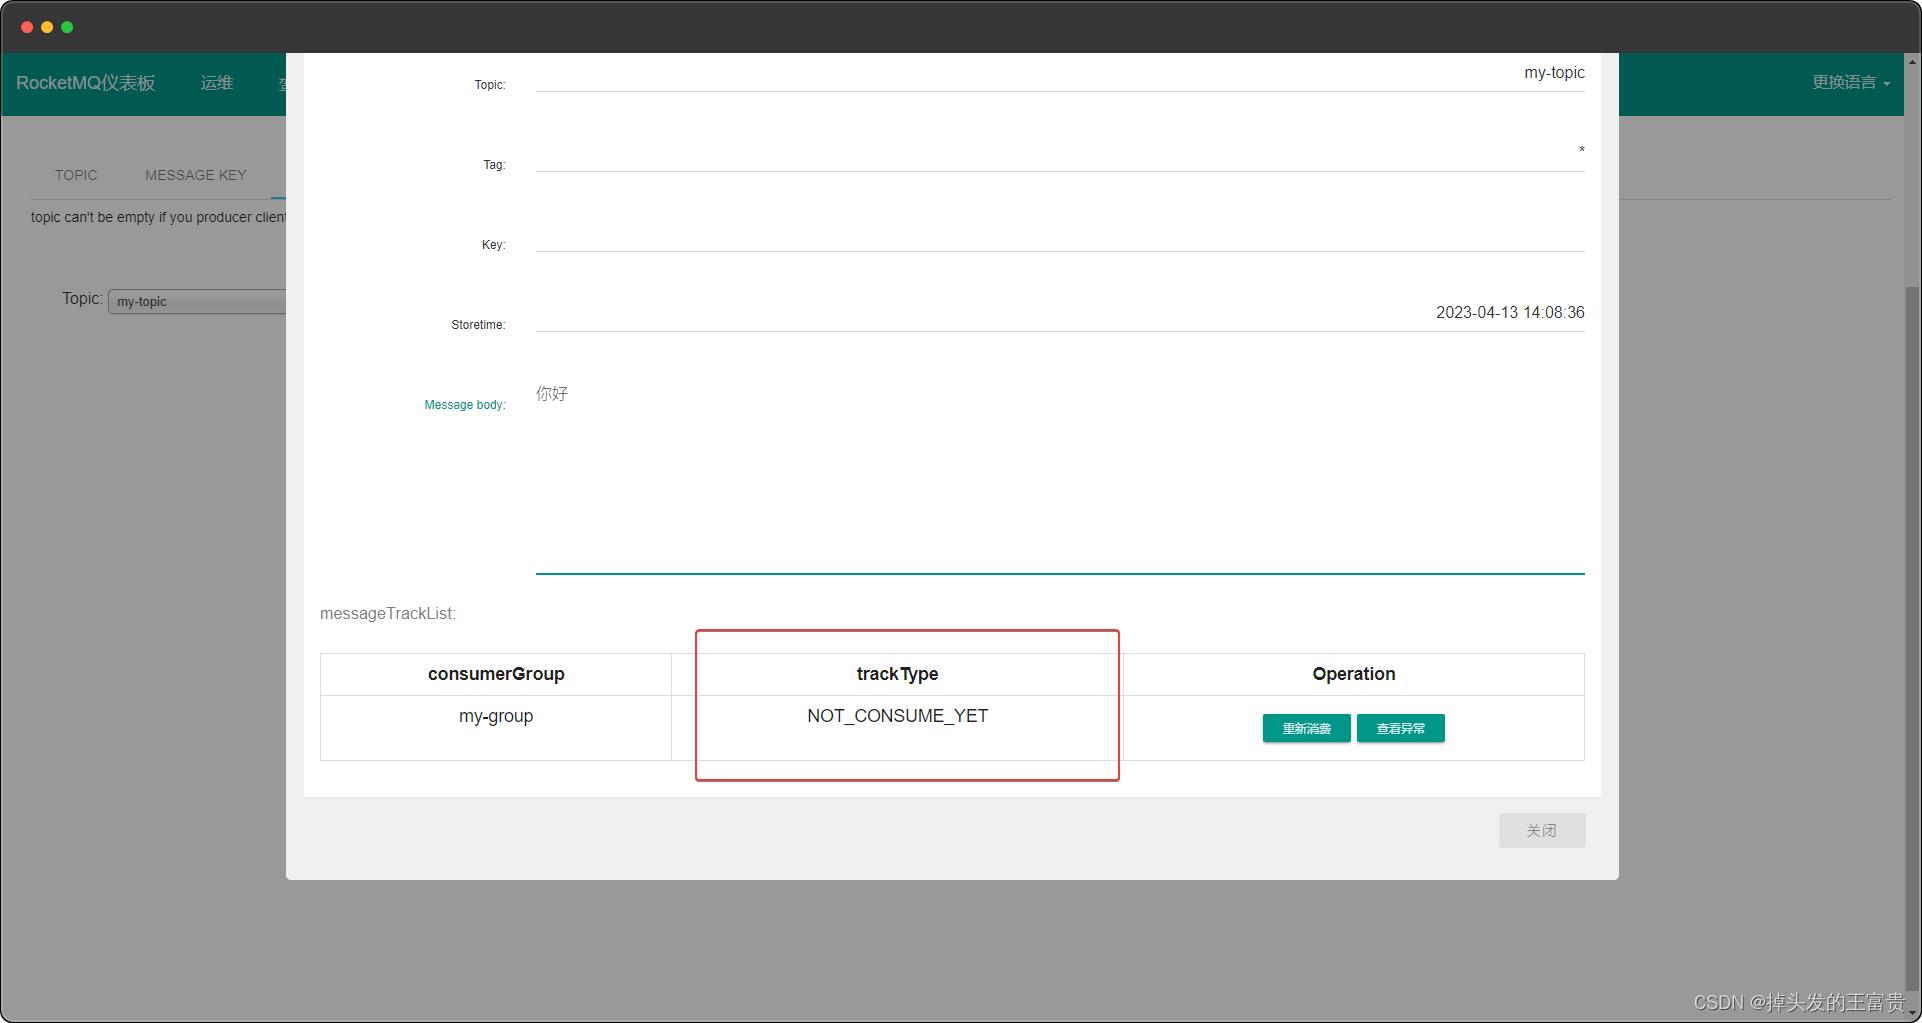 RocketMQ仪表板 运维 更换语言
Topic: my-topic
Tag: *
TOPIC MESSAGE KEY
topic can't be empty if you producer client
Key:
Topic: my-topic
Storetime: 2023-04-13 14:08:36
Message body: 你好
messageTrackList:
consumerGroup trackType Operation
my-group NOT_CONSUME_YET 重新消费 查看异常
关闭
CSDN @掉头发的王富贵